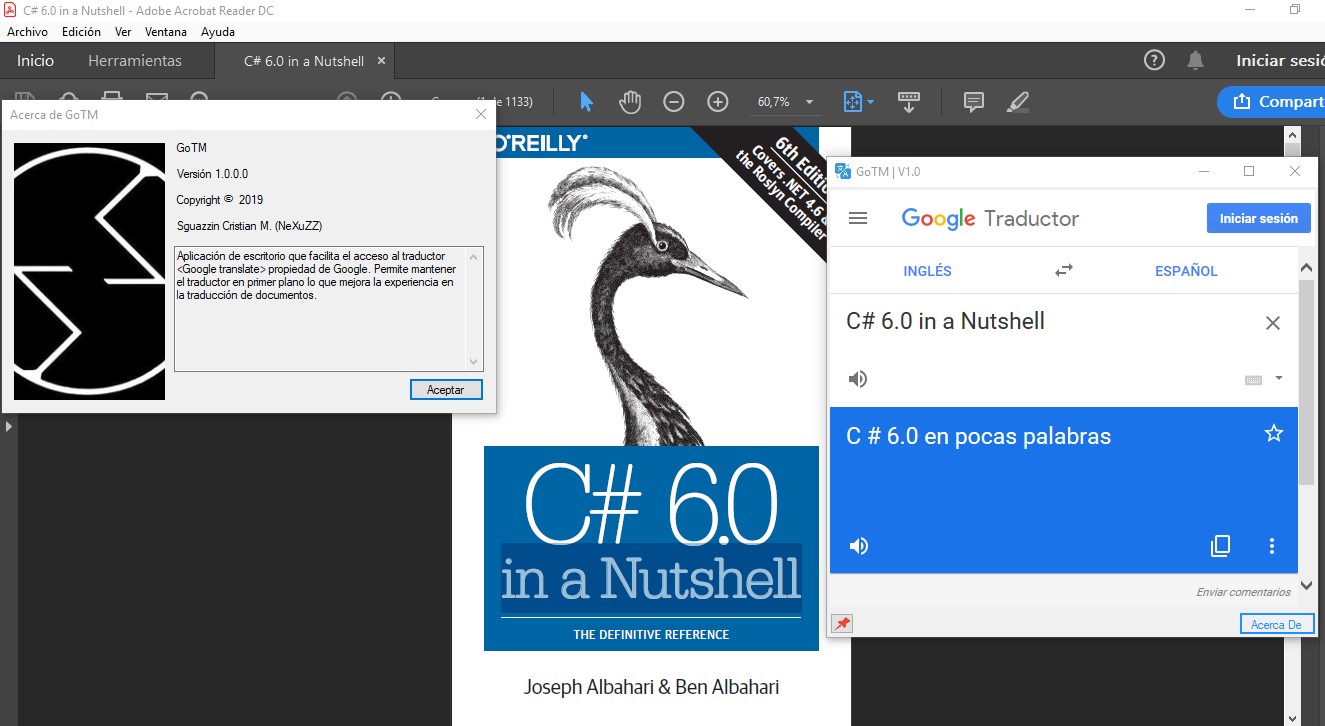 C# 6.0 in a Nutshell - Adobe Acrobat Reader DC
Archivo Edición Ver Ventana Ayuda
Inicio Herramientas C# 6.0 in a Nutshell × Iniciar
(1 de 1133) 60,7% Compart
Acerca de GoTM
GoTM
Versión 1.0.0.0
Copyright © 2019
Sguazzin Cristian M. (NeXuZZ)
Aplicación de escritorio que facilita el acceso al traductor
<Google translate> propiedad de Google. Permite mantener
el traductor en primer plano lo que mejora la experiencia en
la traducción de documentos.
Aceptar
O'REILLY®
6th Edition
Covers .NET 4.6 &
the Roslyn Compiler
C# 6.0
in a Nutshell
THE DEFINITIVE REFERENCE
Joseph Albahari & Ben Albahari
GoTM | V1.0
Google Traductor Iniciar sesión
INGLÉS ESPAÑOL
C# 6.0 in a Nutshell
C # 6.0 en pocas palabras
Enviar comentarios
Acerca De